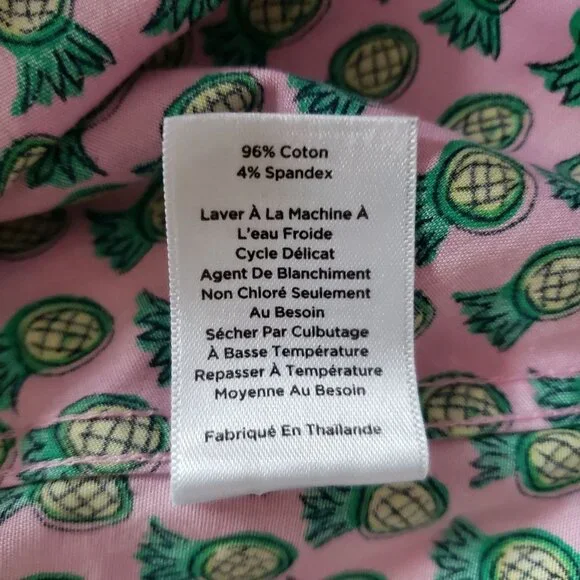 96% Coton
4% Spandex
Laver À La Machine À
L'eau Froide
Cycle Délicat
Agent De Blanchiment
Non Chloré Seulement
Au Besoin
Sécher Par Culbutage
À Basse Température
Repasser À Température
Moyenne Au Besoin
Fabriqué En Thaïlande